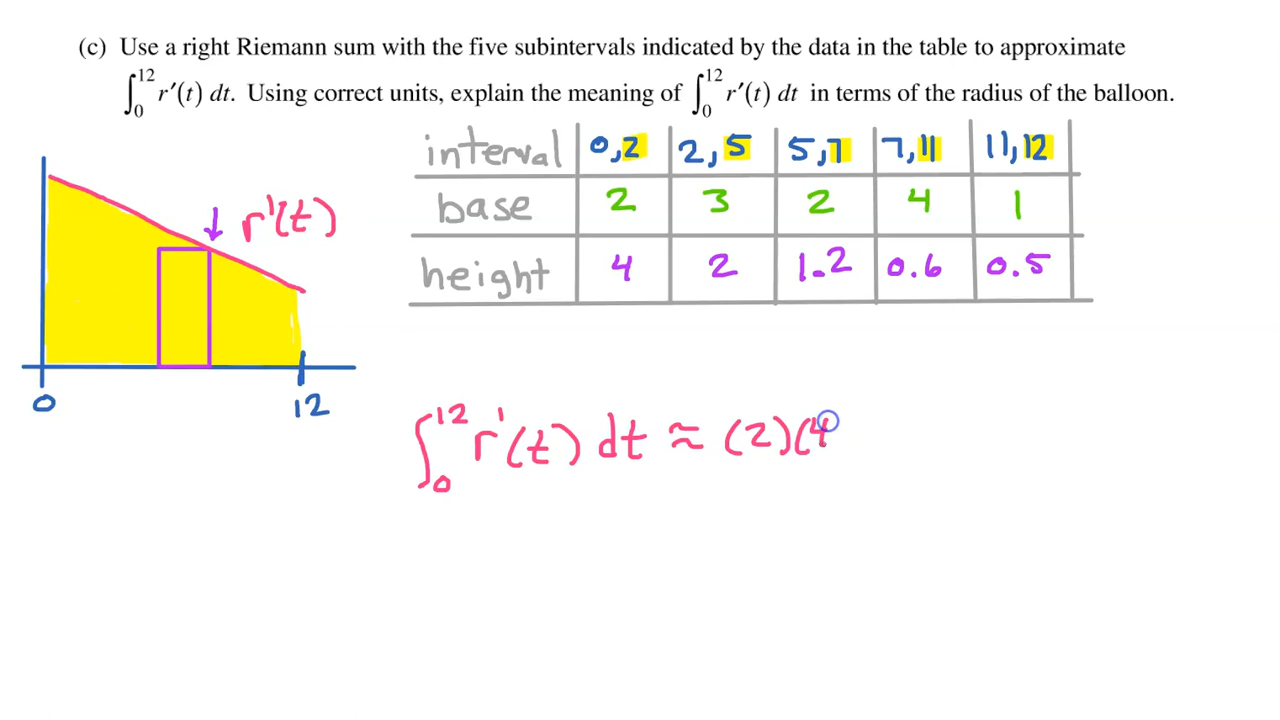 (c) Use a right Riemann sum with the five subintervals indicated by the data in the table to approximate
∫₀¹² r′(t) dt. Using correct units, explain the meaning of ∫₀¹² r′(t) dt in terms of the radius of the balloon.
interval 0,2 2,5 5,7 7,11 11,12
base 2 3 2 4 1
height 4 2 1.2 0.6 0.5
r'(t)
0 12
∫₀¹² r'(t) dt ≈ (2)(4